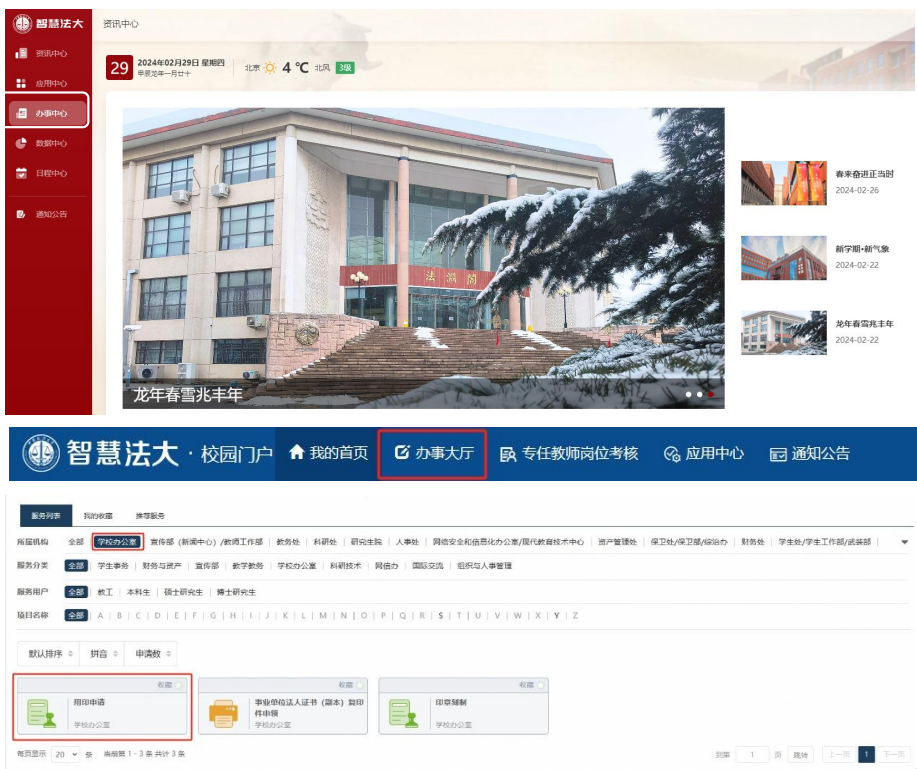 智慧法大
资讯中心
资讯中心
应用中心
办事中心
数据中心
日程中心
通知公告
29 2024年02月29日 星期四
甲辰龙年一月廿十
北京 4 ℃ 北风 3级
法渊阁
龙年春雪兆丰年
春来奋进正当时
2024-02-26
新学期•新气象
2024-02-22
龙年春雪兆丰年
2024-02-22
智慧法大 · 校园门户 我的首页 办事大厅 专任教师岗位考核 应用中心 通知公告
服务列表 我的收藏 推荐服务
所属机构 全部 学校办公室 宣传部（新闻中心）/教师工作部 教务处 科研处 研究生院 人事处 网络安全和信息化办公室/现代教育技术中心 资产管理处 保卫处/保卫部/综治办 财务处 学生处/学生工作部/武装部
服务分类 全部 学生事务 财务与资产 宣传部 教学教务 学校办公室 科研技术 网信办 国际交流 组织与人事管理
服务用户 全部 教工 本科生 硕士研究生 博士研究生
项目名称 全部 A B C D E F G H I J K L M N O P Q R S T U V W X Y Z
默认排序 拼音 申请数
收藏
用印申请
学校办公室
收藏
事业单位法人证书（副本）复印件申领
学校办公室
收藏
印章刻制
学校办公室
每页显示 20 条 当前第 1 - 3 条 共计 3 条
到第 1 页 跳转 上一页 1 下一页